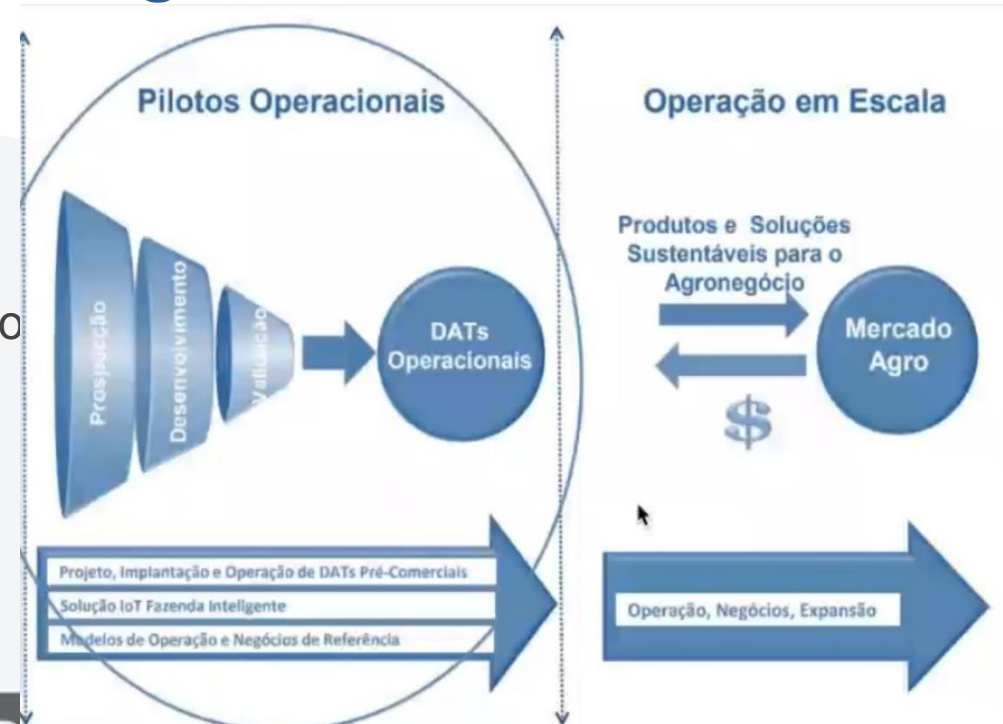 Pilotos Operacionais
Operação em Escala
Prospecção
Desenvolvimento
Validação
DATs
Operacionais
Produtos e Soluções
Sustentáveis para o
Agronegócio
Mercado
Agro
$
Projeto, Implantação e Operação de DATs Pré-Comerciais
Solução IoT Fazenda Inteligente
Modelos de Operação e Negócios de Referência
Operação, Negócios, Expansão